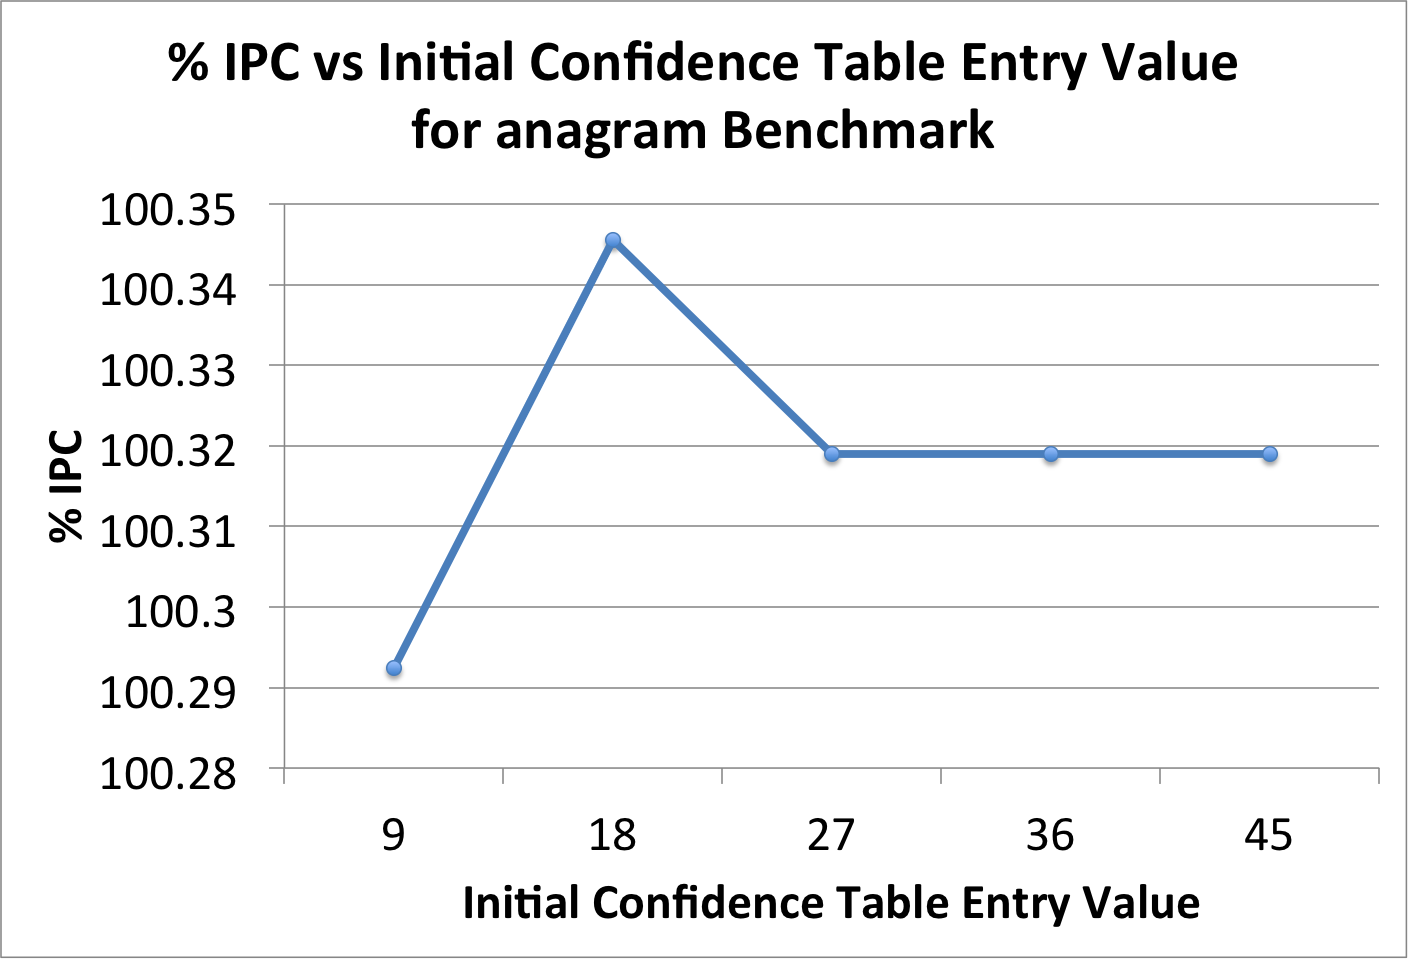 % IPC vs Initial Confidence Table Entry Value
for anagram Benchmark
100.35
100.34
100.33
100.32
100.31
100.3
100.29
100.28
% IPC
9 18 27 36 45
Initial Confidence Table Entry Value